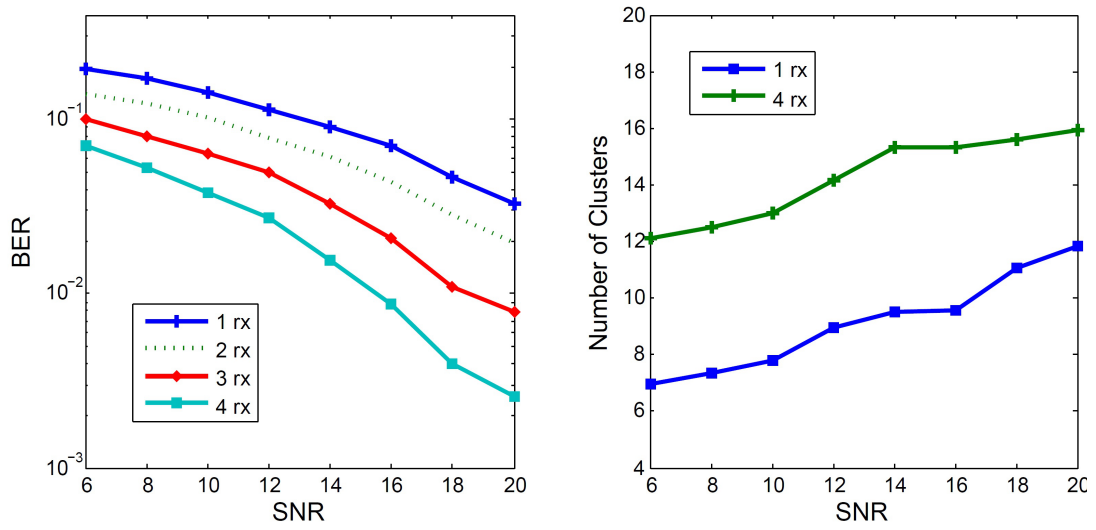 BER
10⁻¹
10⁻²
10⁻³
1 rx
2 rx
3 rx
4 rx
6 8 10 12 14 16 18 20
SNR
Number of Clusters
20
18
16
14
12
10
8
6
4
1 rx
4 rx
6 8 10 12 14 16 18 20
SNR